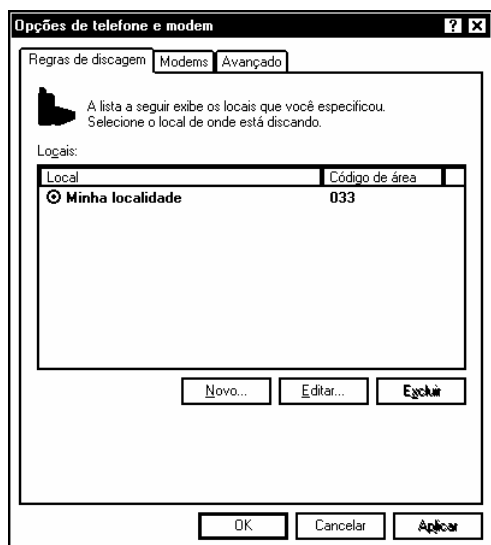 Opções de telefone e modem
Regras de discagem Modems Avançado
A lista a seguir exibe os locais que você especificou.
Selecione o local de onde está discando.
Locais:
Local Código de área
Minha localidade 033
Novo... Editar... Excluir
OK Cancelar Aplicar